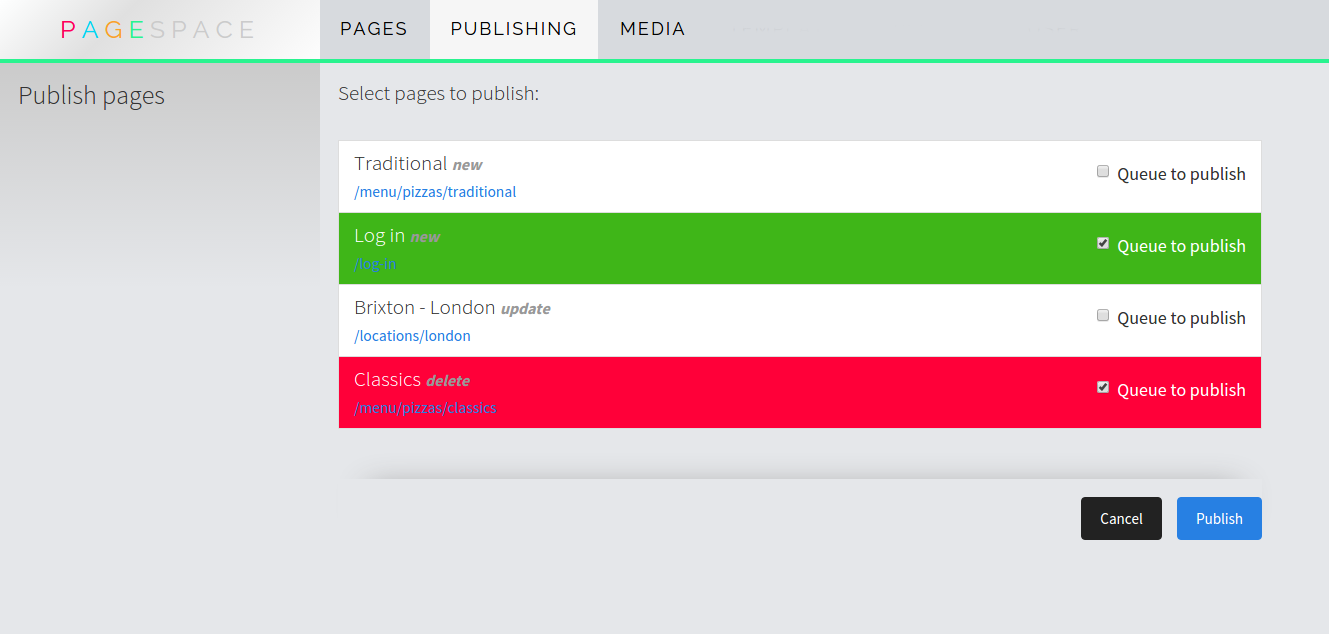 PAGESPACE
PAGES
PUBLISHING
MEDIA
Publish pages
Select pages to publish:
Traditional new
Queue to publish
/menu/pizzas/traditional
Log in new
Queue to publish
/log-in
Brixton - London update
Queue to publish
/locations/london
Classics delete
Queue to publish
/menu/pizzas/classics
Cancel
Publish